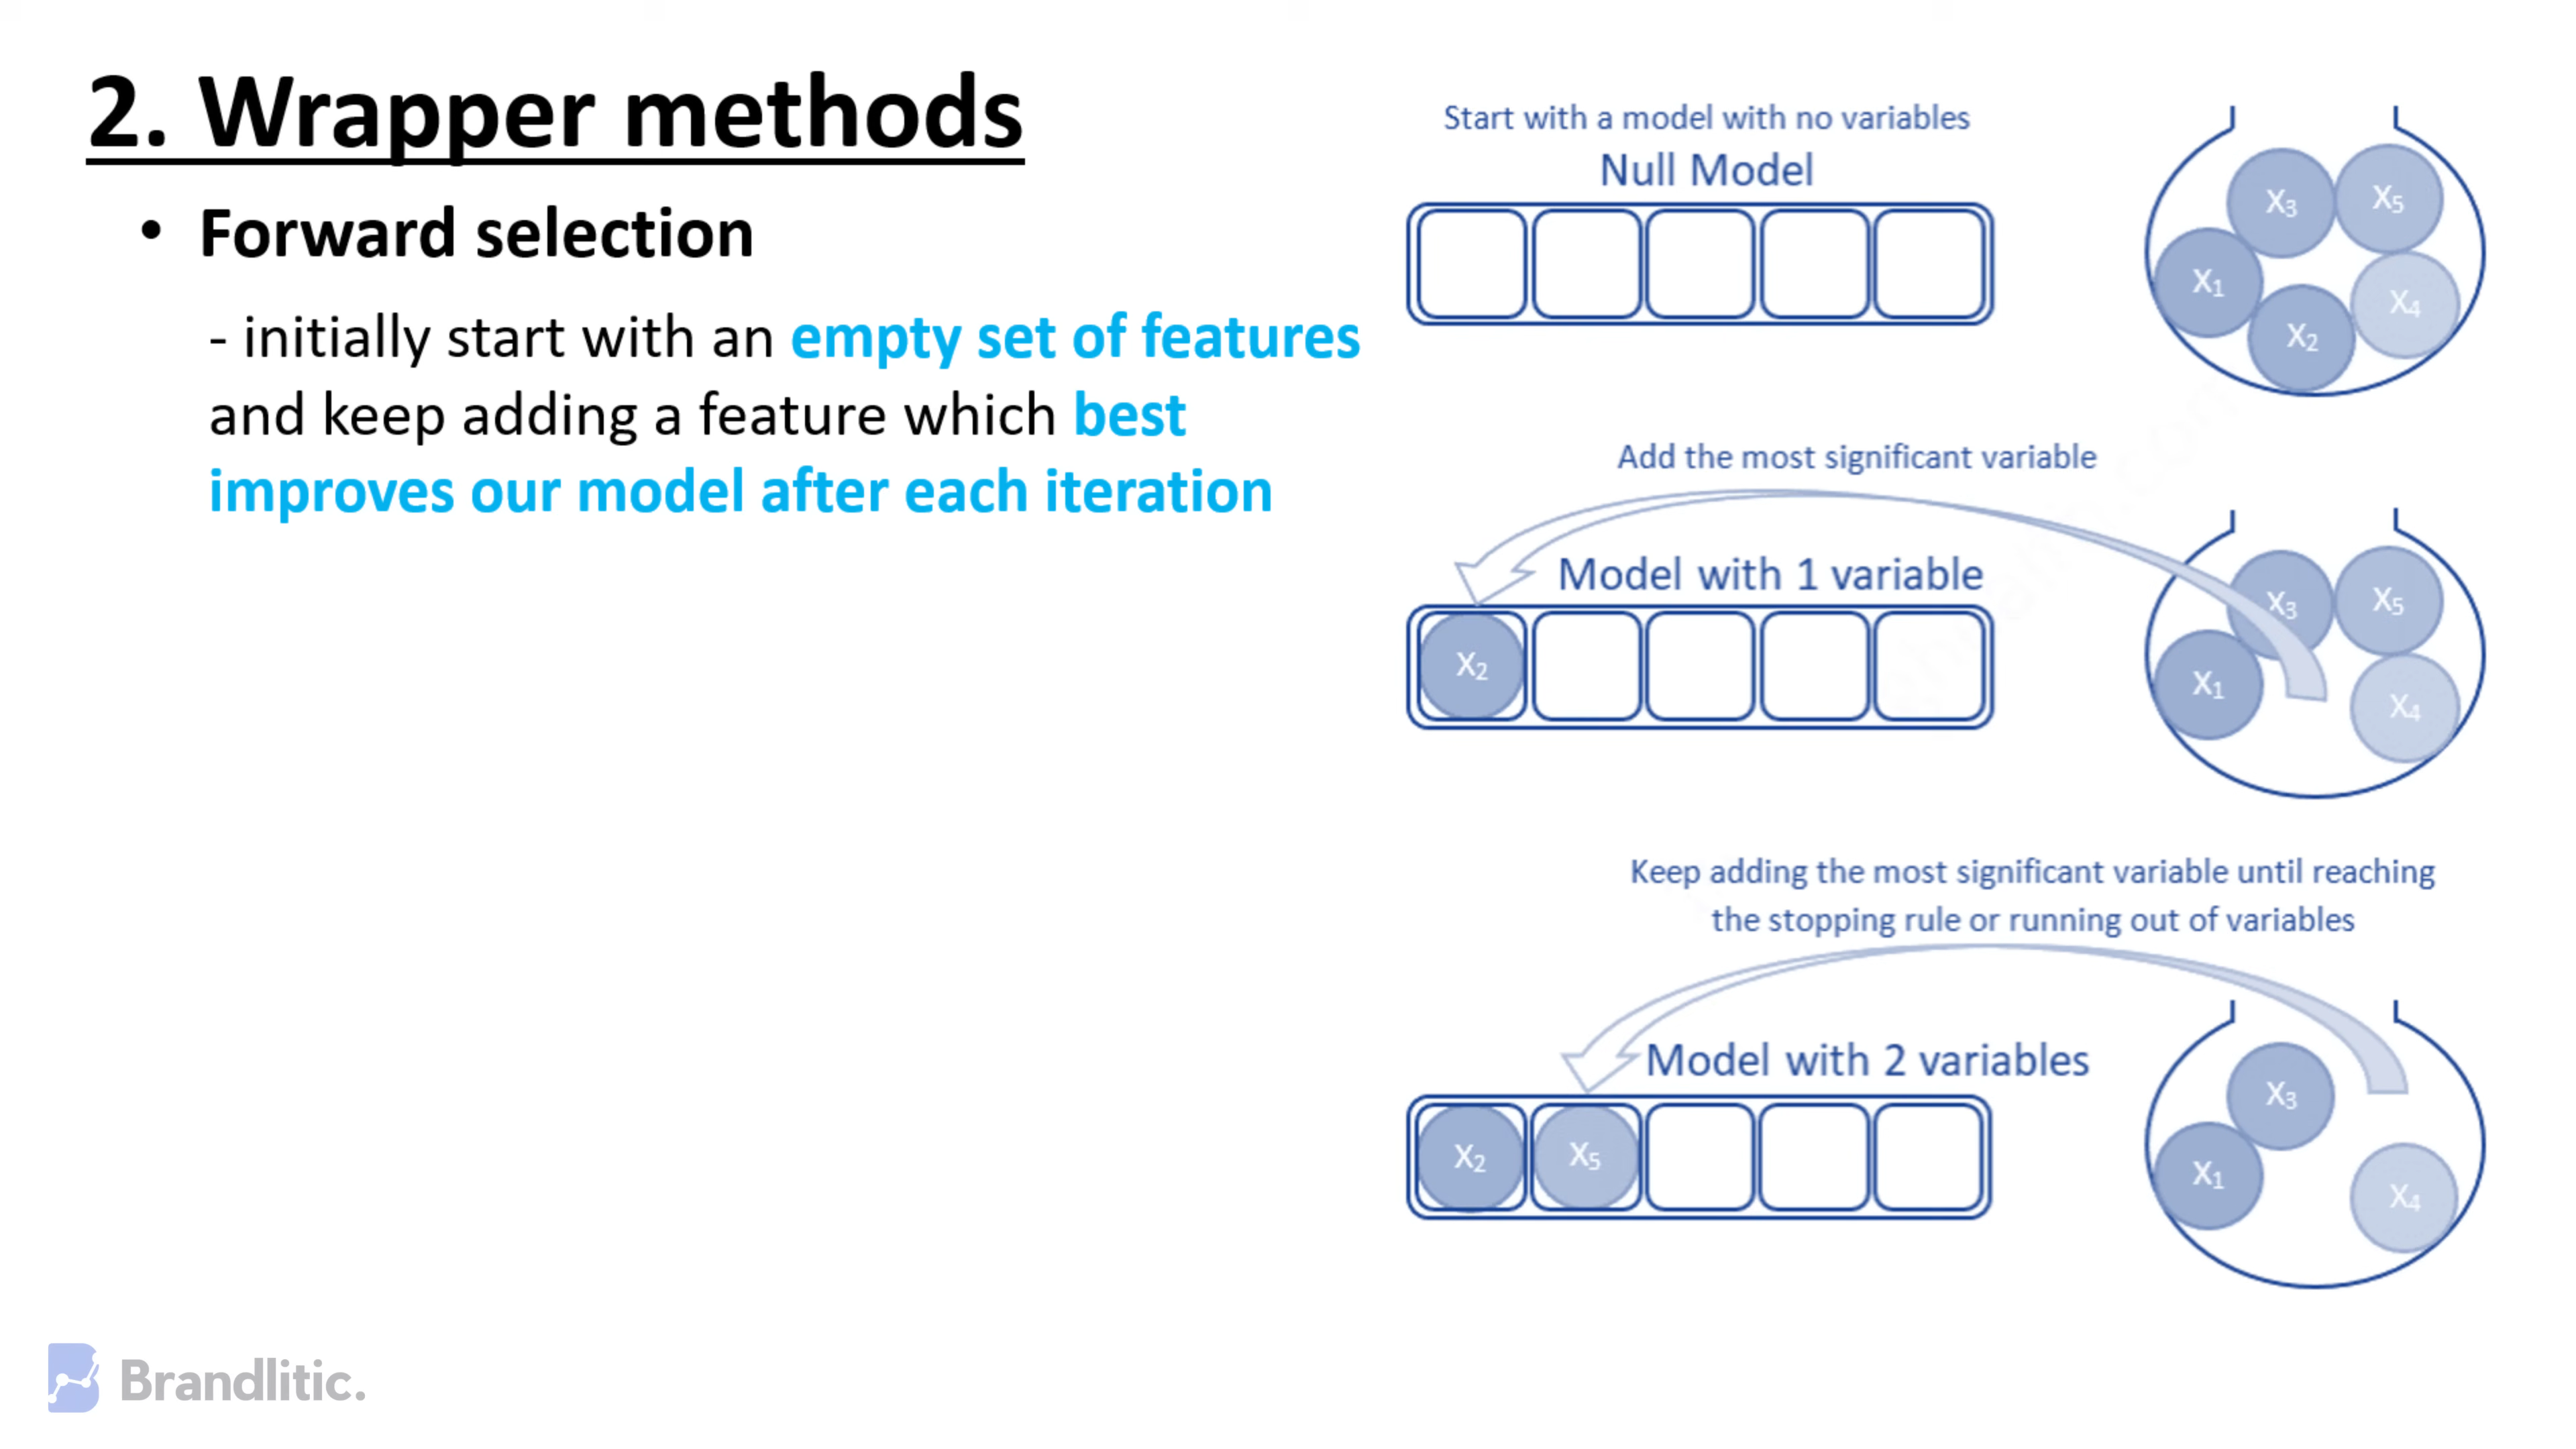 2. Wrapper methods
• Forward selection
- initially start with an empty set of features
and keep adding a feature which best
improves our model after each iteration
Start with a model with no variables
Null Model
X3 X5
X1 X4
X2
Add the most significant variable
Model with 1 variable
X2
X3 X5
X1 X4
Keep adding the most significant variable until reaching
the stopping rule or running out of variables
Model with 2 variables
X2 X5
X3
X1 X4
Brandlitic.